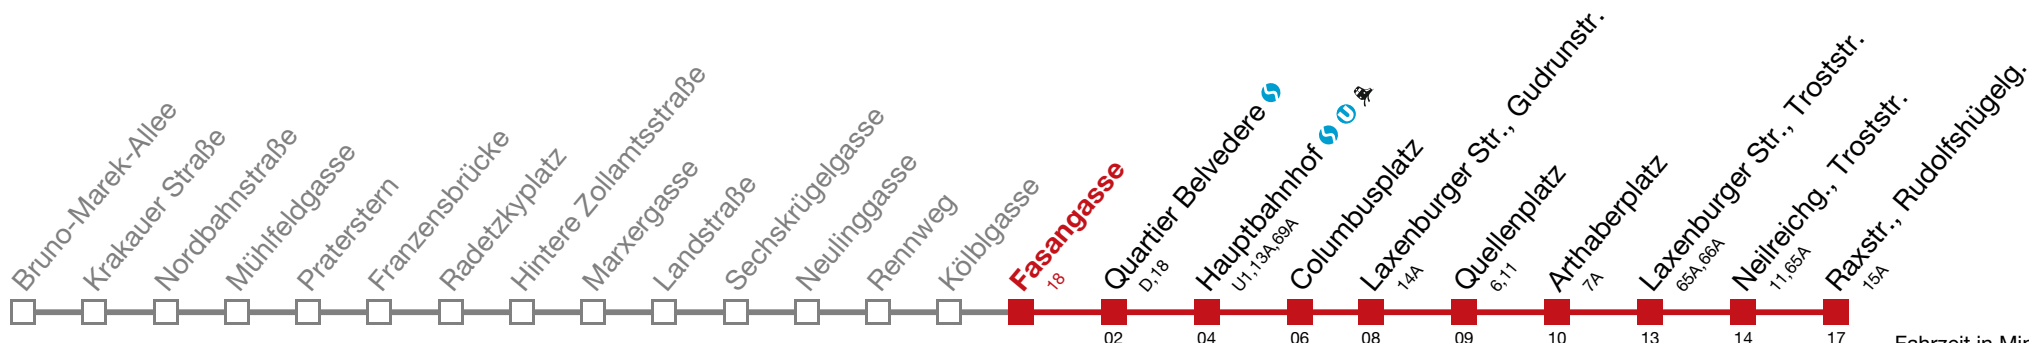 Bruno-Marek-Allee
Krakauer Straße
Nordbahnstraße
Mühlfeldgasse
Praterstern
Franzensbrücke
Radetzkyplatz
Hintere Zollamtsstraße
Marxergasse
Landstraße
Sechskrügelgasse
Neulinggasse
Rennweg
Kölblgasse
Fasangasse
18
Quartier Belvedere
D, 18
Hauptbahnhof
U1, 13A, 69A
Columbusplatz
Laxenburger Str., Gudrunstr.
14A
Quellenplatz
6, 11
Arthaberplatz
7A
Laxenburger Str., Troststr.
65A, 66A
Neilreichg., Troststr.
11, 65A
Raxstr., Rudolfshügelg.
15A
02 04 06 08 09 10 13 14 17
Fahrzeit in